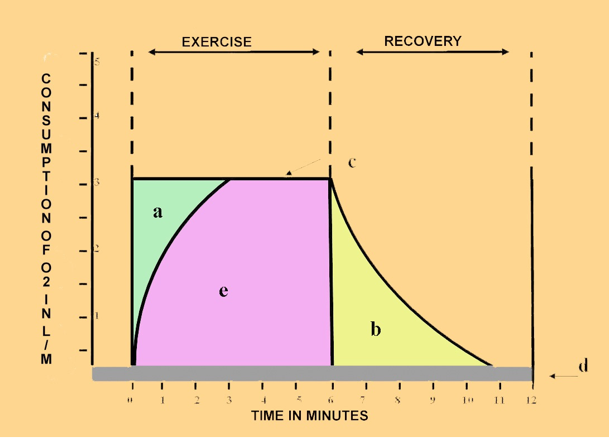 EXERCISE
RECOVERY
CONSUMPTION OF O2 IN L/M
5
4
3
2
1
a
e
b
c
d
0 1 2 3 4 5 6 7 8 9 10 11 12
TIME IN MINUTES